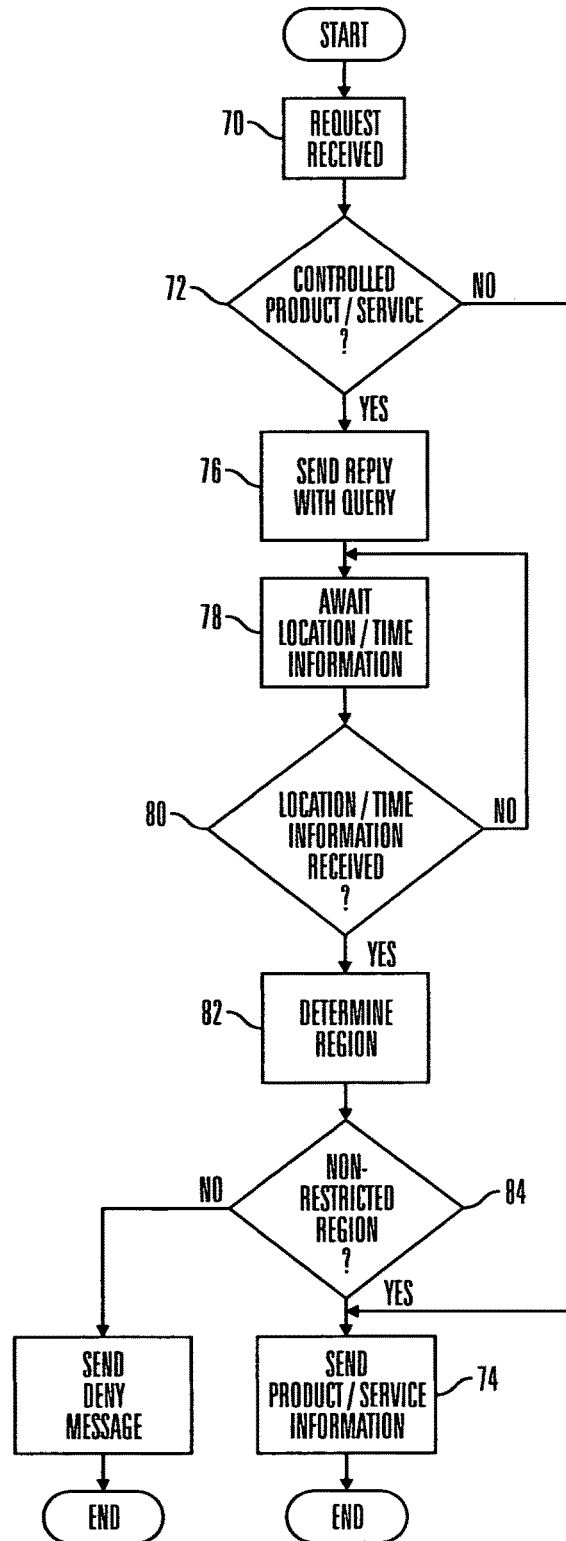 START
70
REQUEST
RECEIVED
72
CONTROLLED
PRODUCT / SERVICE
?
NO
YES
76
SEND REPLY
WITH QUERY
78
AWAIT
LOCATION / TIME
INFORMATION
80
LOCATION / TIME
INFORMATION
RECEIVED
?
NO
YES
82
DETERMINE
REGION
NO
NON-
RESTRICTED
REGION
?
84
YES
SEND
DENY
MESSAGE
SEND
PRODUCT / SERVICE
INFORMATION
74
END
END